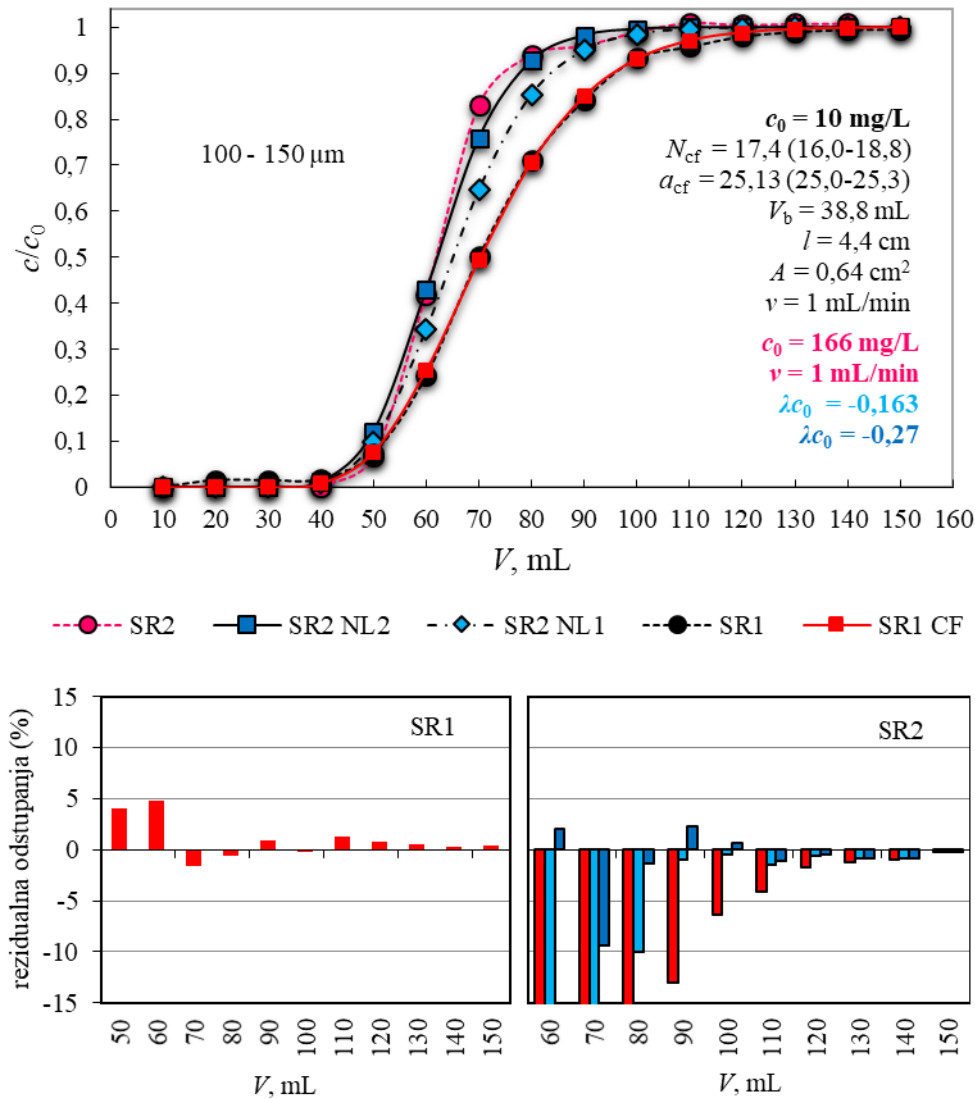 1
0,9
0,8
0,7
0,6
0,5
0,4
0,3
0,2
0,1
0
c/c0
100 - 150 µm
c0 = 10 mg/L
Ncf = 17,4 (16,0-18,8)
acf = 25,13 (25,0-25,3)
Vb = 38,8 mL
l = 4,4 cm
A = 0,64 cm²
v = 1 mL/min
c0 = 166 mg/L
v = 1 mL/min
λc0 = -0,163
λc0 = -0,27
0 10 20 30 40 50 60 70 80 90 100 110 120 130 140 150 160
V, mL
SR2 SR2 NL2 SR2 NL1 SR1 SR1 CF
rezidualna odstupanja (%)
15
10
5
0
-5
-10
-15
SR1
50 60 70 80 90 100 110 120 130 140 150
V, mL
SR2
60 70 80 90 100 110 120 130 140 150
V, mL